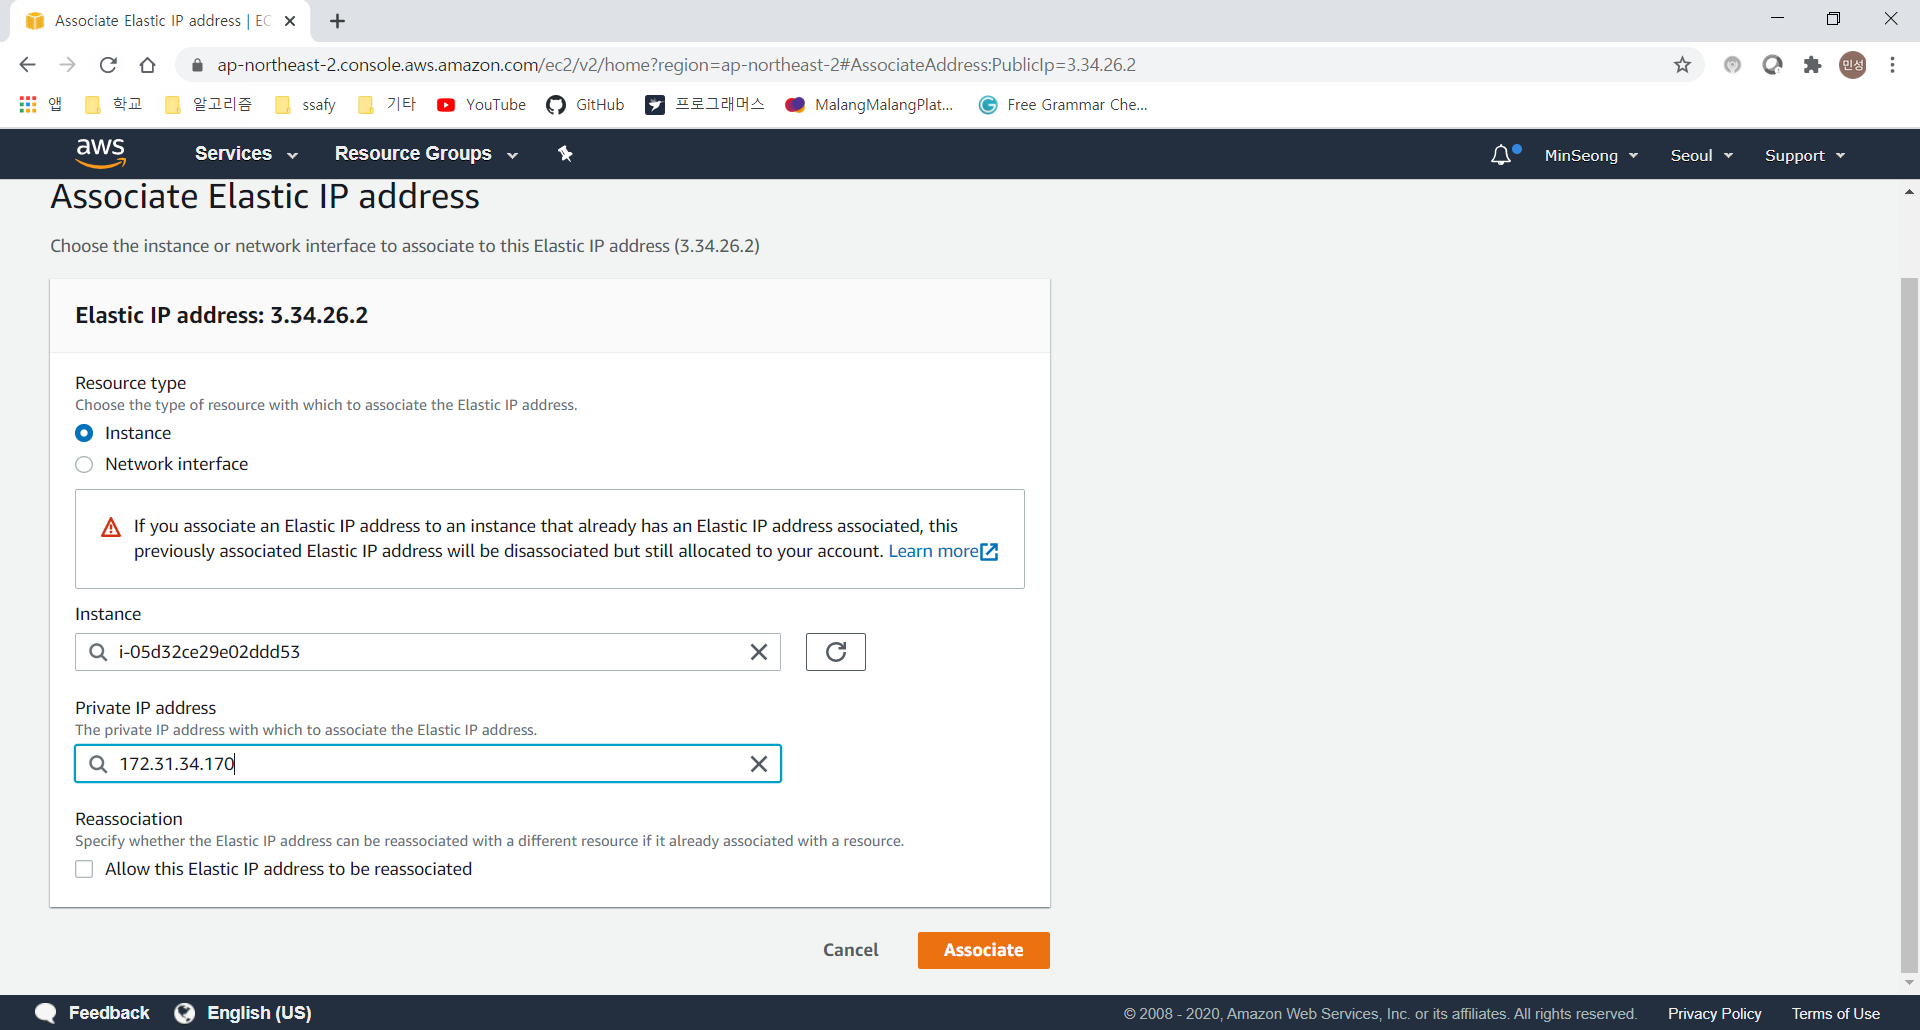 Associate Elastic IP address | EC
ap-northeast-2.console.aws.amazon.com/ec2/v2/home?region=ap-northeast-2#AssociateAddress:PublicIp=3.34.26.2
민성
앱 학교 알고리즘 ssafy 기타 YouTube GitHub 프로그래머스 MalangMalangPlat... Free Grammar Che...
aws Services Resource Groups MinSeong Seoul Support
Associate Elastic IP address
Choose the instance or network interface to associate to this Elastic IP address (3.34.26.2)
Elastic IP address: 3.34.26.2
Resource type
Choose the type of resource with which to associate the Elastic IP address.
Instance
Network interface
If you associate an Elastic IP address to an instance that already has an Elastic IP address associated, this
previously associated Elastic IP address will be disassociated but still allocated to your account. Learn more
Instance
i-05d32ce29e02ddd53
Private IP address
The private IP address with which to associate the Elastic IP address.
172.31.34.170
Reassociation
Specify whether the Elastic IP address can be reassociated with a different resource if it already associated with a resource.
Allow this Elastic IP address to be reassociated
Cancel Associate
Feedback English (US) © 2008 - 2020, Amazon Web Services, Inc. or its affiliates. All rights reserved. Privacy Policy Terms of Use